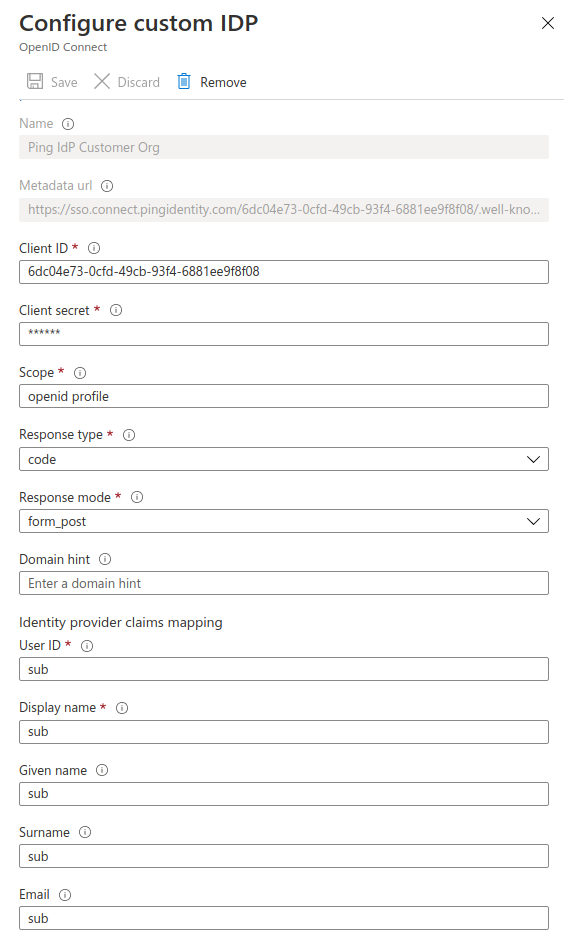 Configure custom IDP
OpenID Connect
Save Discard Remove
Name
Ping IdP Customer Org
Metadata url
https://sso.connect.pingidentity.com/6dc04e73-0cfd-49cb-93f4-6881ee9f8f08/.well-kno...
Client ID *
6dc04e73-0cfd-49cb-93f4-6881ee9f8f08
Client secret *
******
Scope *
openid profile
Response type *
code
Response mode *
form_post
Domain hint
Enter a domain hint
Identity provider claims mapping
User ID *
sub
Display name *
sub
Given name
sub
Surname
sub
Email
sub